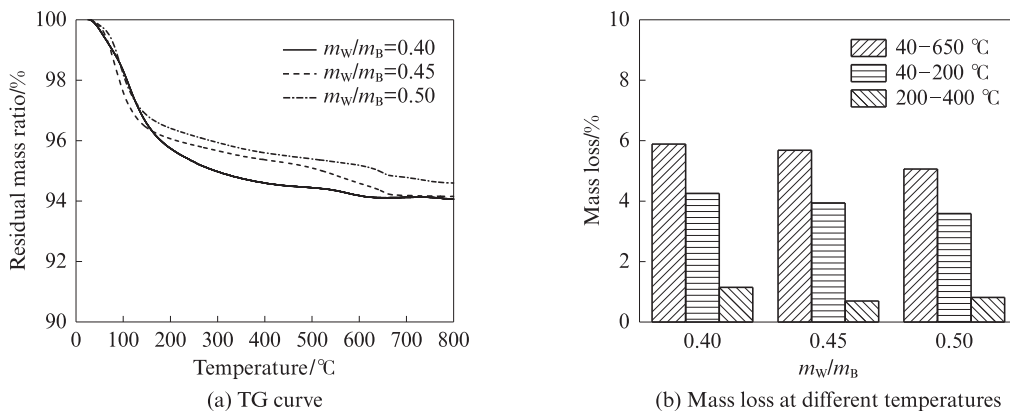 100
98
96
94
92
90
Residual mass ratio/%
m_W/m_B=0.40
m_W/m_B=0.45
m_W/m_B=0.50
0 100 200 300 400 500 600 700 800
Temperature/℃
(a) TG curve
10
8
6
4
2
0
Mass loss/%
40-650 ℃
40-200 ℃
200-400 ℃
0.40 0.45 0.50
m_W/m_B
(b) Mass loss at different temperatures